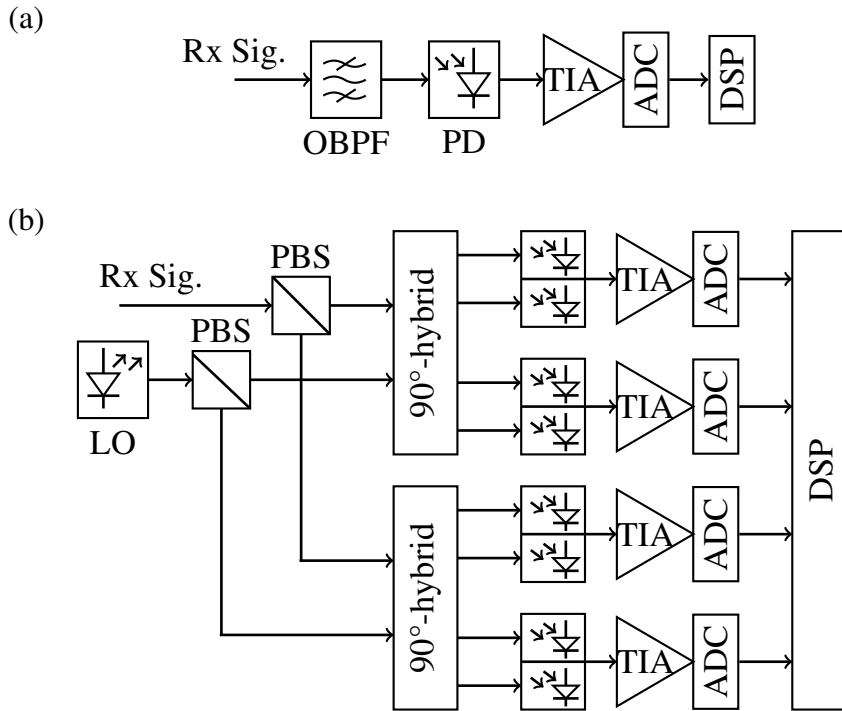 (a)
Rx Sig.
OBPF
PD
TIA
ADC
DSP
(b)
Rx Sig.
PBS
PBS
LO
90°-hybrid
90°-hybrid
TIA
ADC
TIA
ADC
TIA
ADC
TIA
ADC
DSP